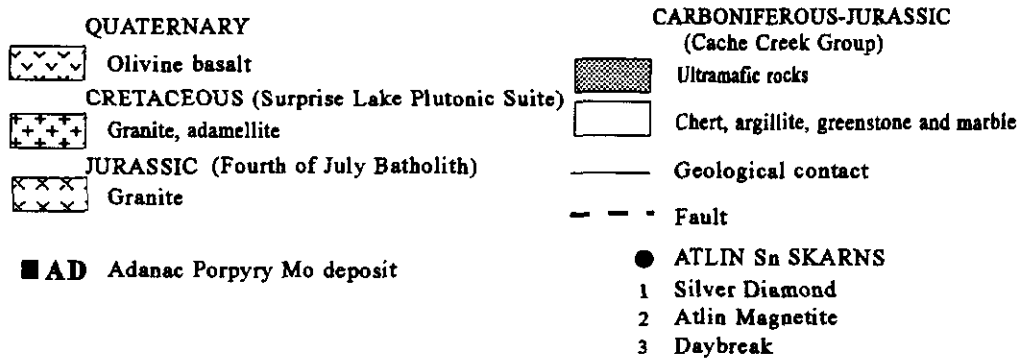 QUATERNARY
Olivine basalt
CRETACEOUS (Surprise Lake Plutonic Suite)
Granite, adamellite
JURASSIC (Fourth of July Batholith)
Granite
■ AD Adanac Porpyry Mo deposit
CARBONIFEROUS-JURASSIC
(Cache Creek Group)
Ultramafic rocks
Chert, argillite, greenstone and marble
Geological contact
Fault
● ATLIN Sn SKARNS
1 Silver Diamond
2 Atlin Magnetite
3 Daybreak